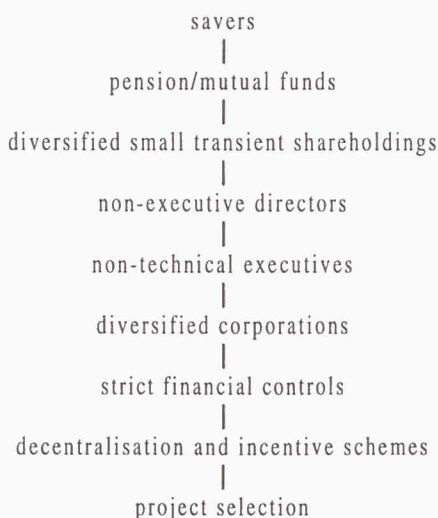 savers
pension/mutual funds
diversified small transient shareholdings
non-executive directors
non-technical executives
diversified corporations
strict financial controls
decentralisation and incentive schemes
project selection